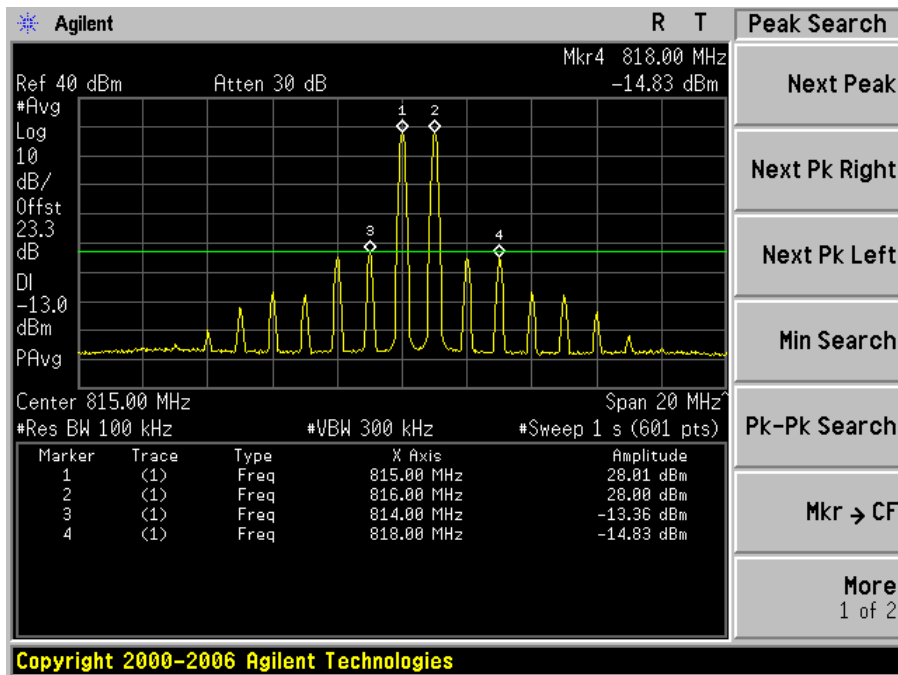 Agilent R T
Peak Search
Mkr4 818.00 MHz
Ref 40 dBm Atten 30 dB -14.83 dBm
#Avg
Log
10
dB/
Offst
23.3
dB
DI
-13.0
dBm
PAvg
1
2
3
4
Center 815.00 MHz Span 20 MHz^
#Res BW 100 kHz #VBW 300 kHz #Sweep 1 s (601 pts)
Marker Trace Type X Axis Amplitude
1 (1) Freq 815.00 MHz 28.01 dBm
2 (1) Freq 816.00 MHz 28.00 dBm
3 (1) Freq 814.00 MHz -13.36 dBm
4 (1) Freq 818.00 MHz -14.83 dBm
Next Peak
Next Pk Right
Next Pk Left
Min Search
Pk-Pk Search
Mkr → CF
More
1 of 2
Copyright 2000-2006 Agilent Technologies